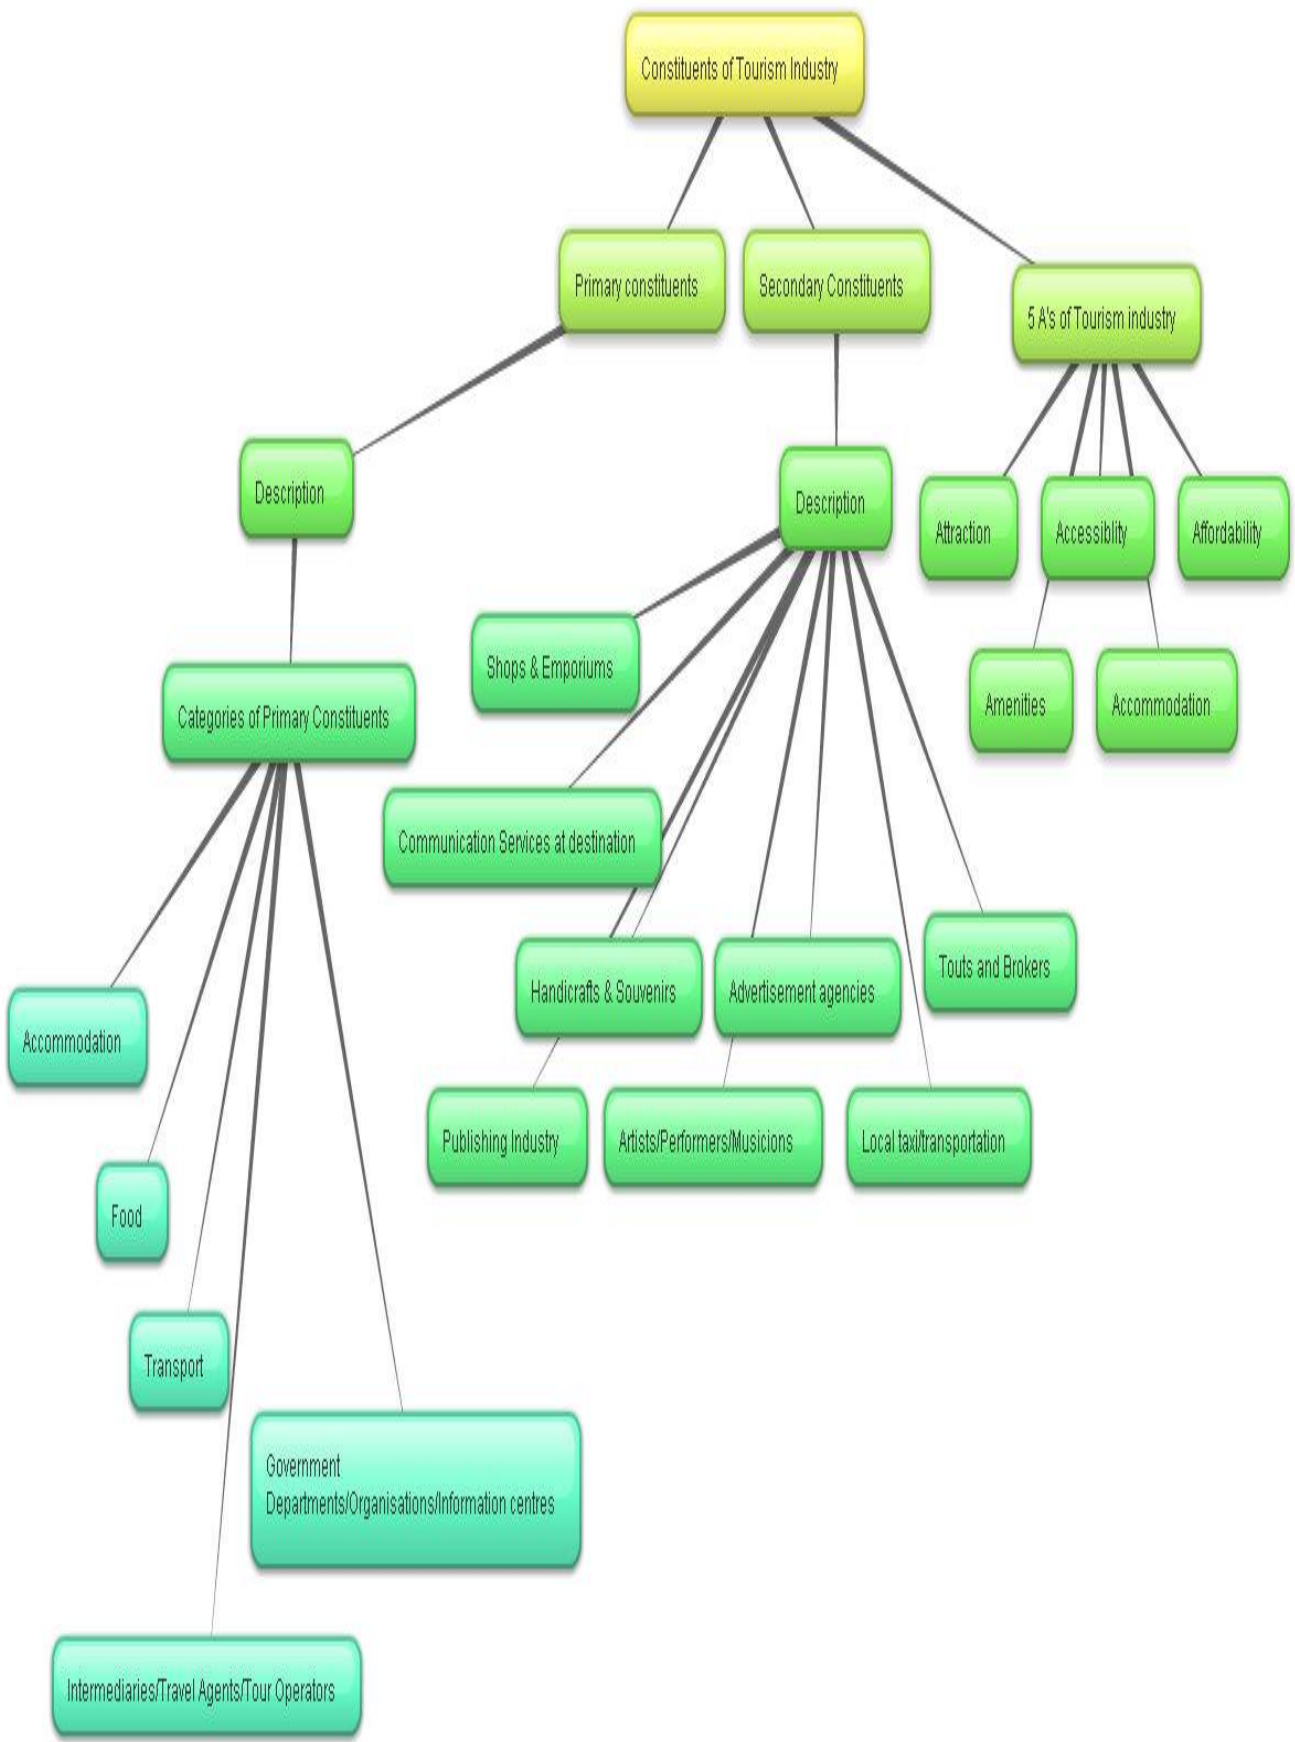 Constituents of Tourism Industry
Primary constituents
Secondary Constituents
5 A's of Tourism industry
Description
Description
Attraction
Accessiblity
Affordability
Shops & Emporiums
Categories of Primary Constituents
Amenities
Accommodation
Communication Services at destination
Handicrafts & Souvenirs
Advertisement agencies
Touts and Brokers
Accommodation
Publishing Industry
Artists/Performers/Musicions
Local taxi/transportation
Food
Transport
Government
Departments/Organisations/Information centres
Intermediaries/Travel Agents/Tour Operators